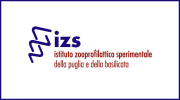 izs
istituto zooprofilattico sperimentale
della puglia e della basilicata